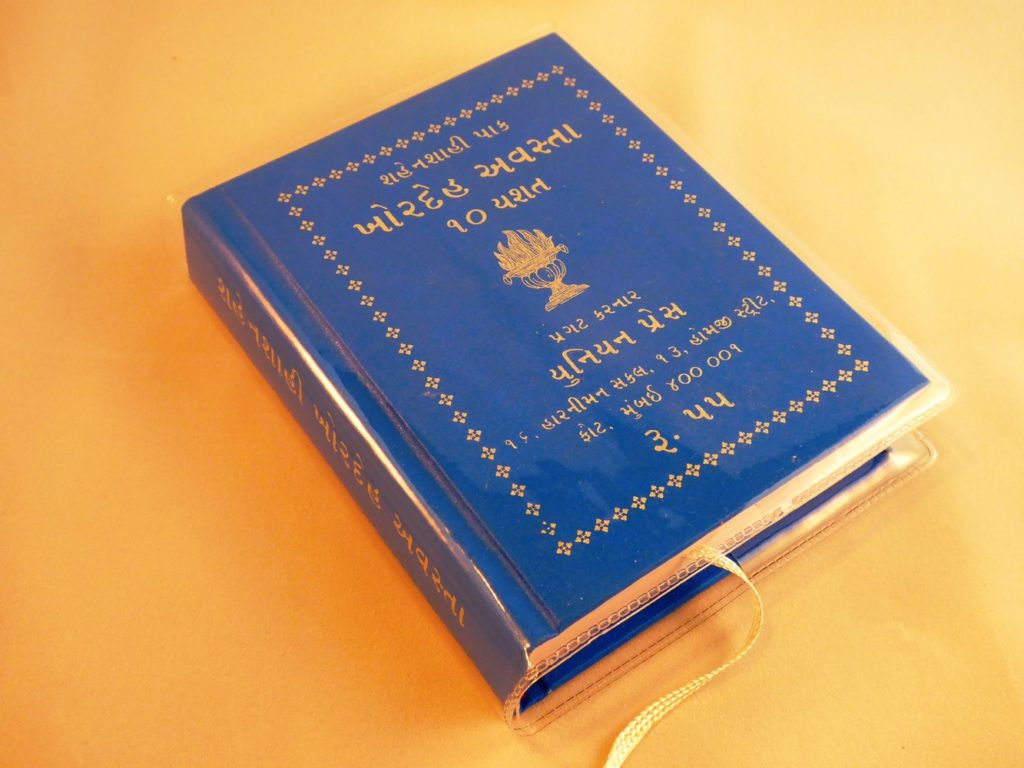 શહેનશાહી પાક
ખોરદેહ અવસ્તા
૧૦ યશત
પ્રગટ કરનાર
યુનિયન પ્રેસ
૧૬, હારનીમન સર્કલ, ૧૩, હોમજી સ્ટ્રીટ,
કોટ, મુંબઈ ૪૦૦ ૦૦૧
રૂ. ૫૫
શહેનશાહી ખોરદેહ અવસ્તા